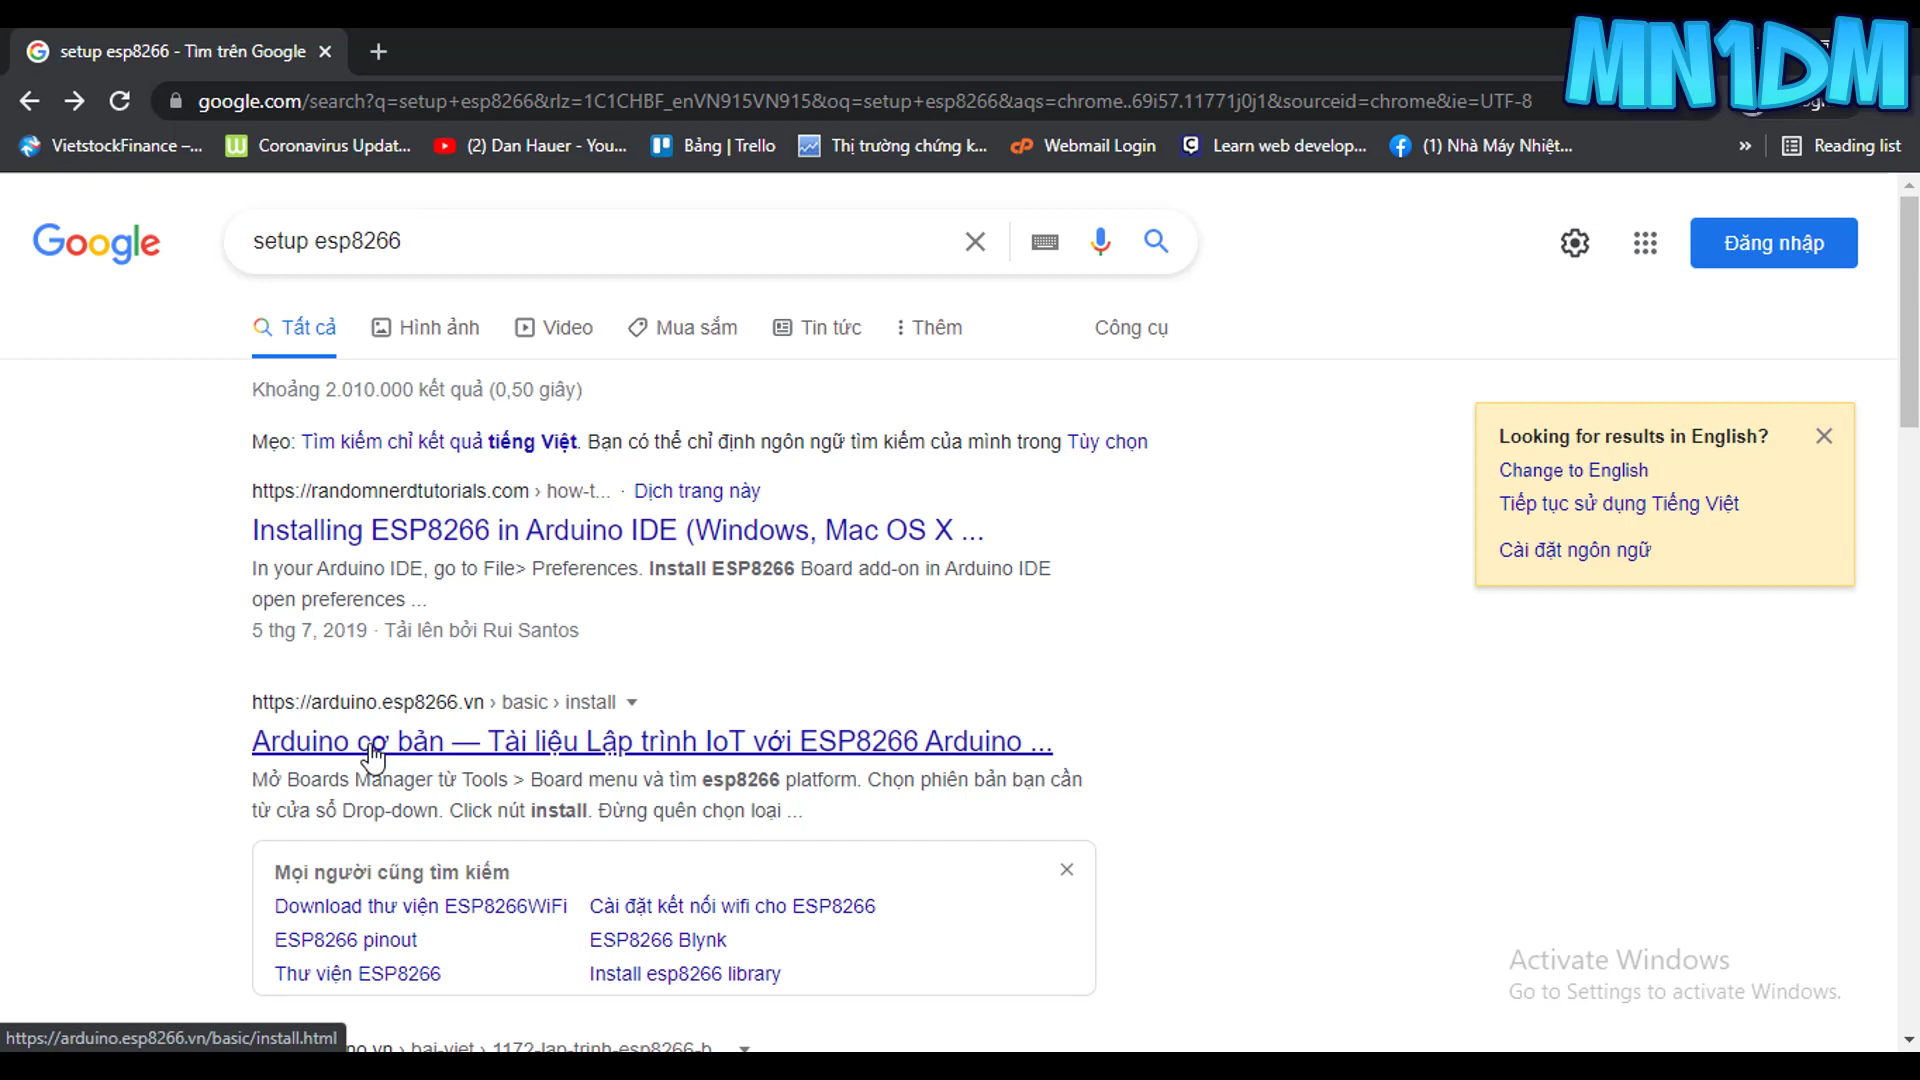 setup esp8266 - Tìm trên Google
MN1DM
google.com/search?q=setup+esp8266&rlz=1C1CHBF_enVN915VN915&oq=setup+esp8266&aqs=chrome..69i57.11771j0j1&sourceid=chrome&ie=UTF-8
VietstockFinance –... Coronavirus Updat... (2) Dan Hauer - You... Bảng | Trello Thị trường chứng k... Webmail Login Learn web develop... (1) Nhà Máy Nhiệt... » Reading list
Google setup esp8266 Đăng nhập
Tất cả Hình ảnh Video Mua sắm Tin tức Thêm Công cụ
Khoảng 2.010.000 kết quả (0,50 giây)
Mẹo: Tìm kiếm chỉ kết quả tiếng Việt. Bạn có thể chỉ định ngôn ngữ tìm kiếm của mình trong Tùy chọn
Looking for results in English?
Change to English
Tiếp tục sử dụng Tiếng Việt
Cài đặt ngôn ngữ
https://randomnerdtutorials.com › how-t... · Dịch trang này
Installing ESP8266 in Arduino IDE (Windows, Mac OS X ...
In your Arduino IDE, go to File> Preferences. Install ESP8266 Board add-on in Arduino IDE
open preferences ...
5 thg 7, 2019 · Tải lên bởi Rui Santos
https://arduino.esp8266.vn › basic › install
Arduino cơ bản — Tài liệu Lập trình IoT với ESP8266 Arduino ...
Mở Boards Manager từ Tools > Board menu và tìm esp8266 platform. Chọn phiên bản bạn cần
từ cửa sổ Drop-down. Click nút install. Đừng quên chọn loại ...
Mọi người cũng tìm kiếm
Download thư viện ESP8266WiFi Cài đặt kết nối wifi cho ESP8266
ESP8266 pinout ESP8266 Blynk
Thư viện ESP8266 Install esp8266 library
Activate Windows
Go to Settings to activate Windows.
https://arduino.esp8266.vn/basic/install.html
no.vn › bai-viet › 1172-lap-trinh-esp8266-b...